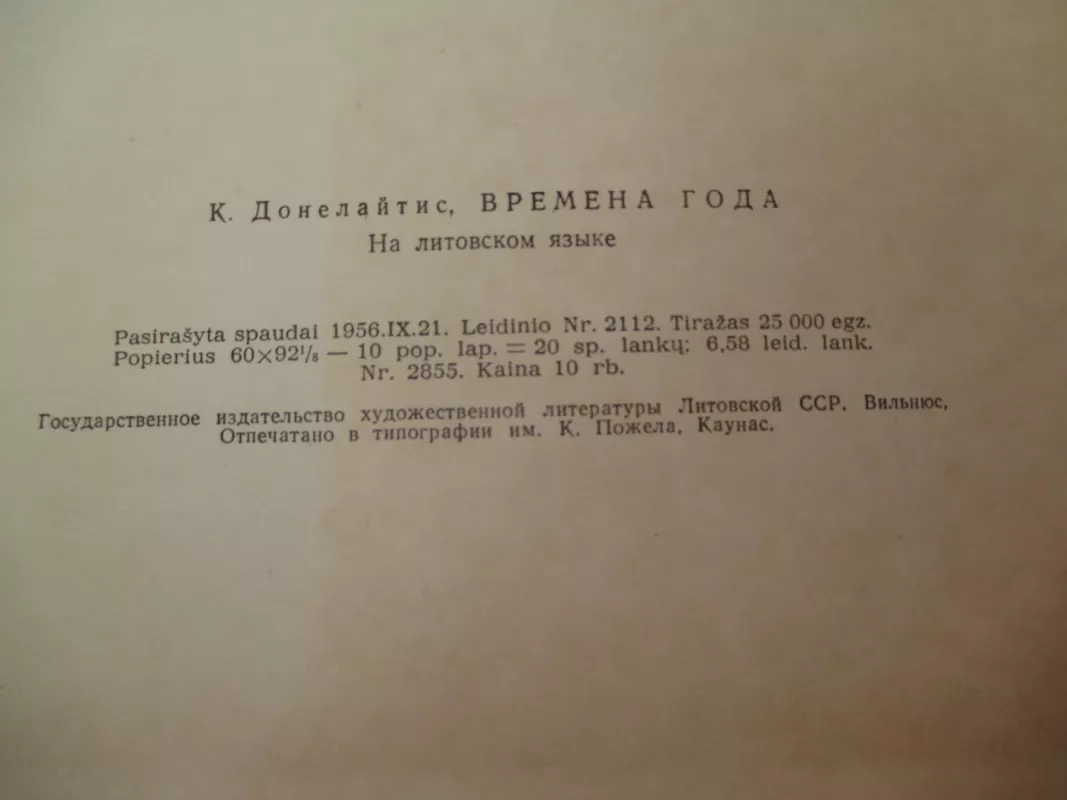 К. Донелайтис, ВРЕМЕНА ГОДА
На литовском языке
Pasirašyta spaudai 1956.IX.21. Leidinio Nr. 2112. Tiražas 25 000 egz.
Popierius 60×92¹/₈ — 10 pop. lap. = 20 sp. lankų; 6,58 leid. lank.
Nr. 2855. Kaina 10 rb.
Государственное издательство художественной литературы Литовской ССР. Вильнюс,
Отпечатано в типографии им. К. Пожела, Каунас.